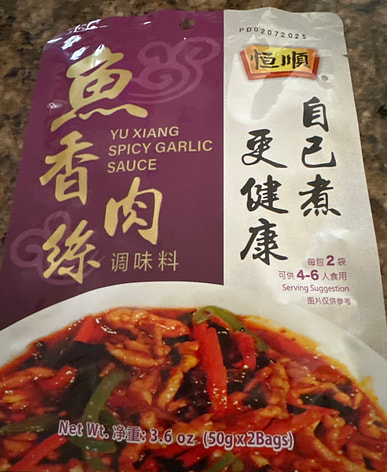 PD02072025
恒順
®
魚香肉絲
YU XIANG
SPICY GARLIC
SAUCE
调味料
自己煮
更健康
每包 2 袋
可供 4-6 人食用
Serving Suggestion
图片仅供参考
Net Wt. 净重: 3.6 oz (50g x 2Bags)